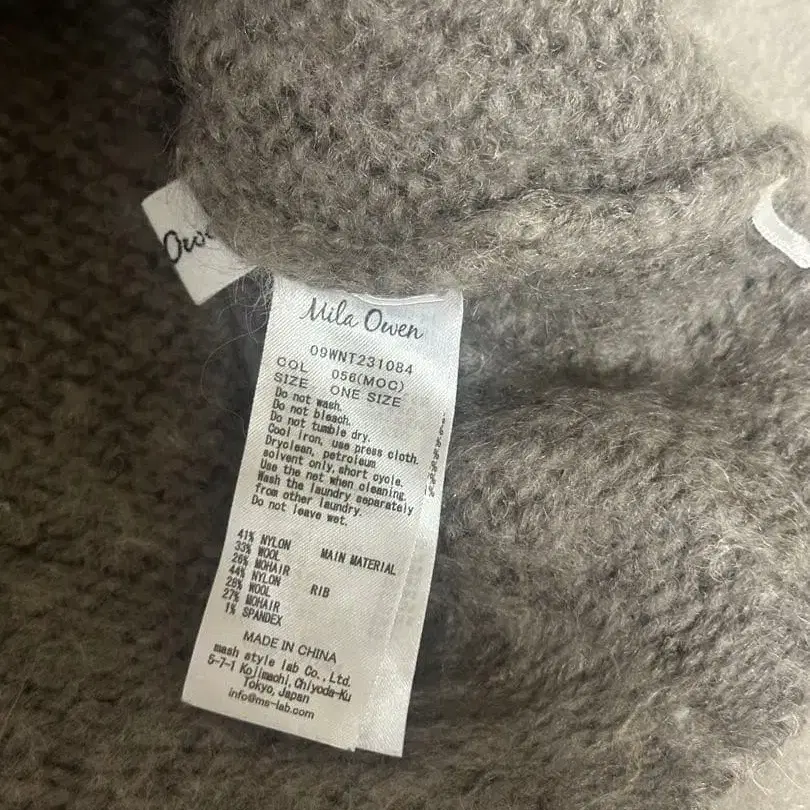 Mila Owen
09WNT231084
COL 056(MOC)
SIZE ONE SIZE
Do not wash.
Do not bleach.
Do not tumble dry.
Cool iron, use press cloth.
Dryclean, petroleum
solvent only, short cycle.
Use the net when cleaning.
Wash the laundry separately
from other laundry.
Do not leave wet.
41% NYLON
33% WOOL MAIN MATERIAL
26% MOHAIR
44% NYLON
28% WOOL RIB
27% MOHAIR
1% SPANDEX
MADE IN CHINA
mash style lab Co., Ltd.
5-7-1 Kojimachi, Chiyoda-Ku
Tokyo, Japan
info@ms-lab.com